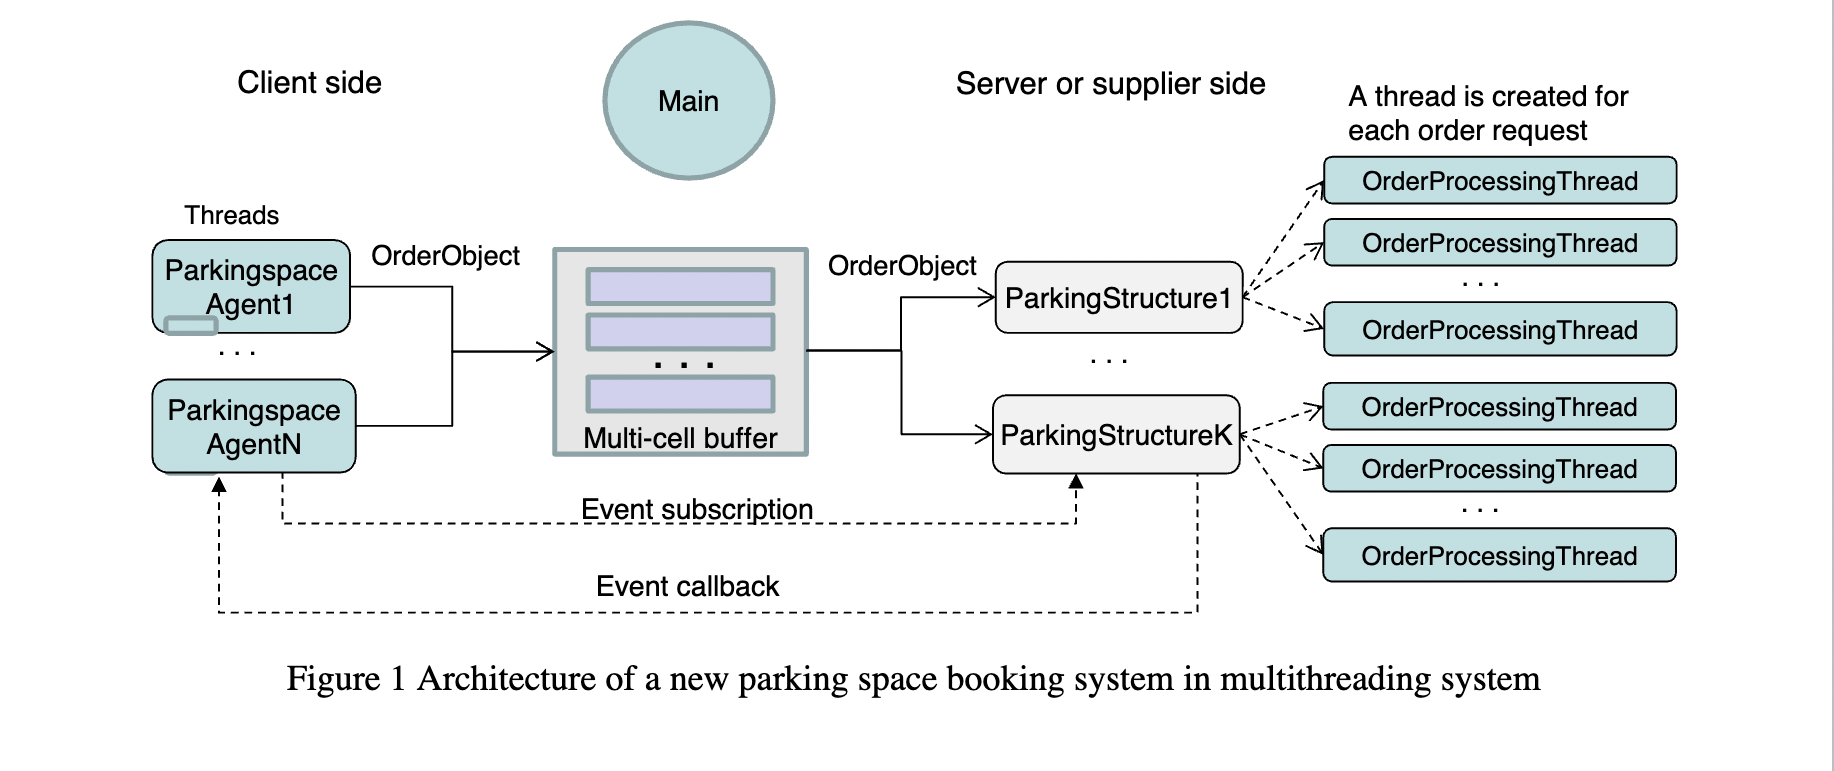 Client side
Main
Server or supplier side
A thread is created for
each order request
Threads
Parkingspace
Agent1
. . .
Parkingspace
AgentN
OrderObject
. . .
Multi-cell buffer
OrderObject
ParkingStructure1
. . .
ParkingStructureK
OrderProcessingThread
OrderProcessingThread
. . .
OrderProcessingThread
OrderProcessingThread
OrderProcessingThread
. . .
OrderProcessingThread
Event subscription
Event callback
Figure 1 Architecture of a new parking space booking system in multithreading system